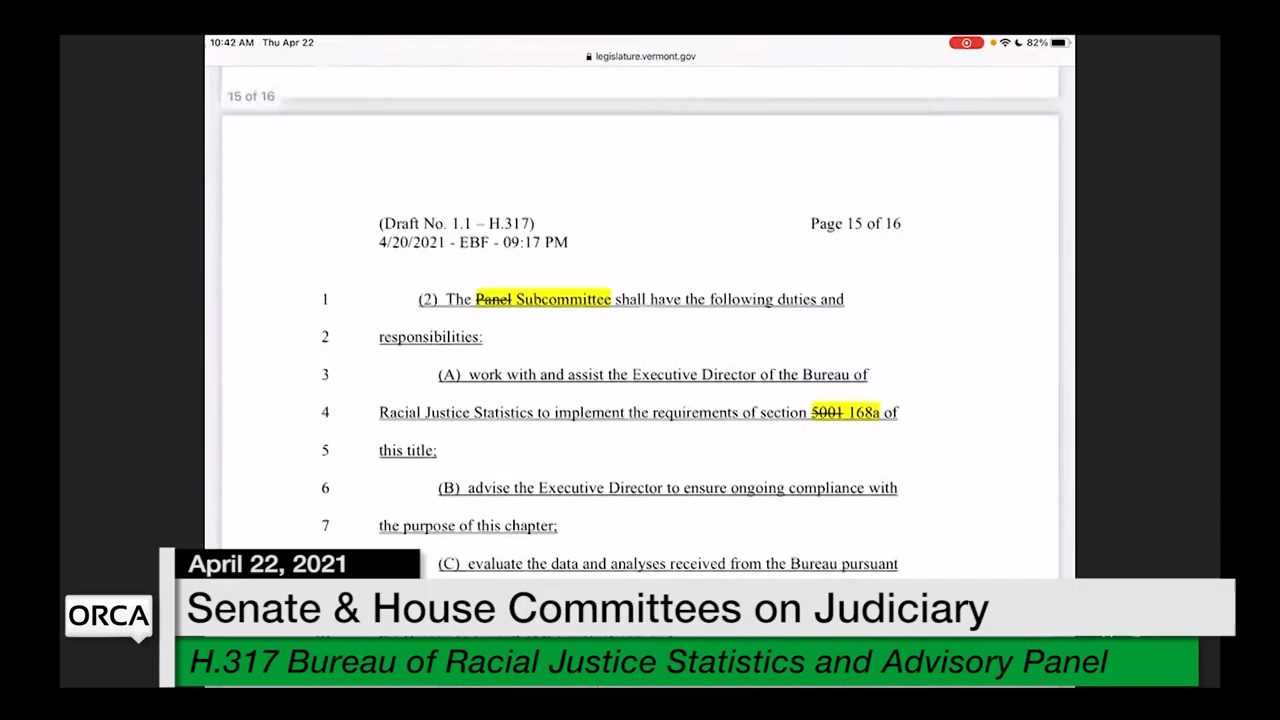 10:42 AM Thu Apr 22
82%
legislature.vermont.gov
15 of 16
(Draft No. 1.1 – H.317) Page 15 of 16
4/20/2021 - EBF - 09:17 PM
1 (2) The Panel Subcommittee shall have the following duties and
2 responsibilities:
3 (A) work with and assist the Executive Director of the Bureau of
4 Racial Justice Statistics to implement the requirements of section 5001 168a of
5 this title;
6 (B) advise the Executive Director to ensure ongoing compliance with
7 the purpose of this chapter;
(C) evaluate the data and analyses received from the Bureau pursuant
April 22, 2021
ORCA
Senate & House Committees on Judiciary
H.317 Bureau of Racial Justice Statistics and Advisory Panel